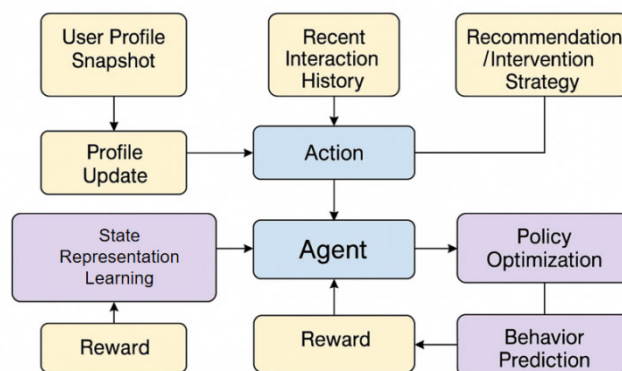 User Profile
Snapshot
Recent
Interaction
History
Recommendation
/Intervention
Strategy
Profile
Update
Action
State
Representation
Learning
Agent
Policy
Optimization
Reward
Reward
Behavior
Prediction